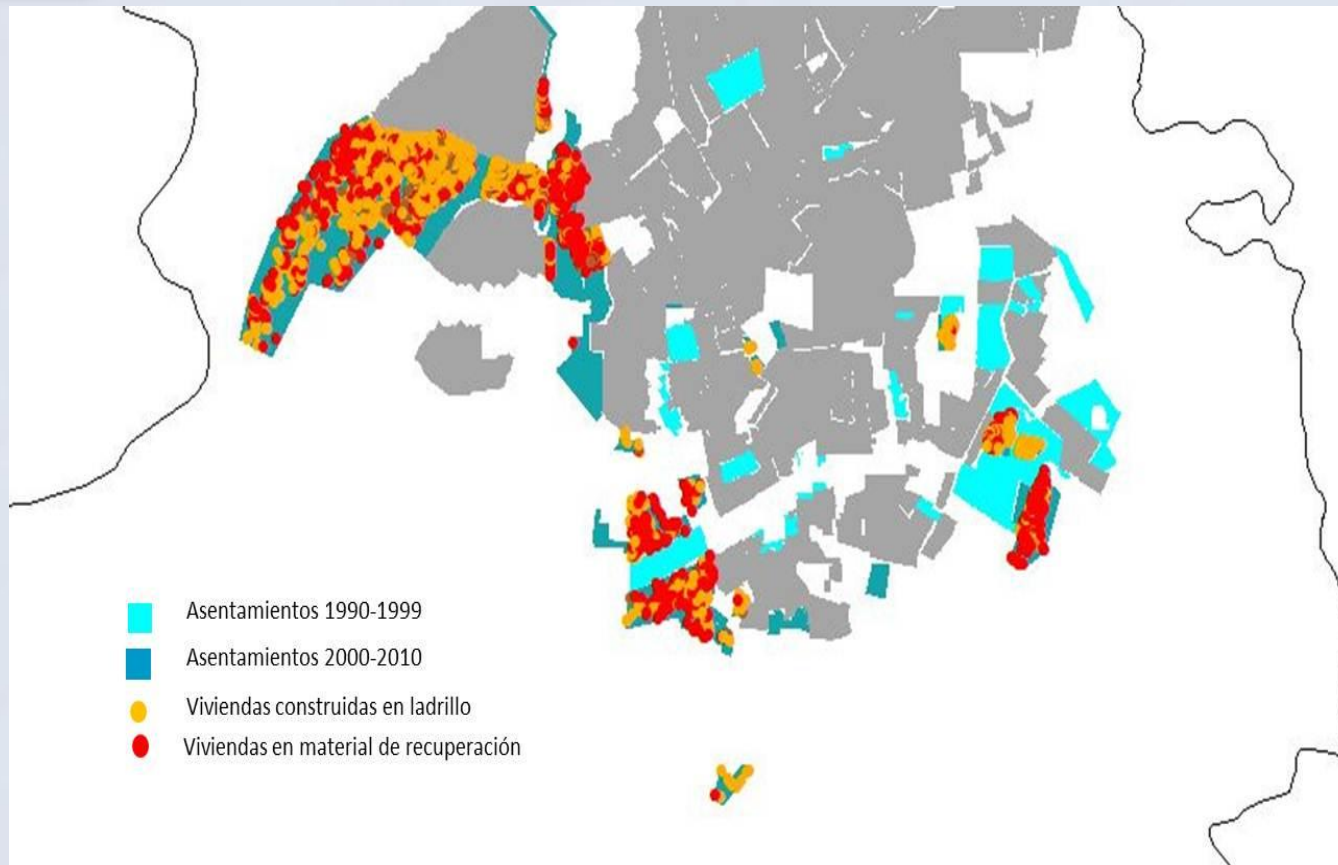 Asentamientos 1990-1999
Asentamientos 2000-2010
Viviendas construidas en ladrillo
Viviendas en material de recuperación